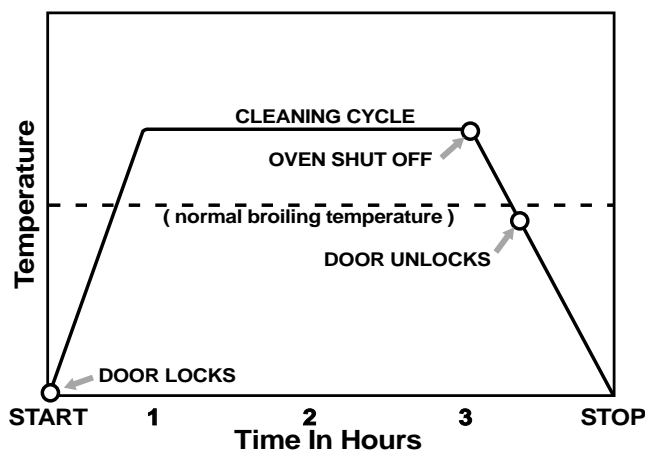 CLEANING CYCLE
OVEN SHUT OFF
( normal broiling temperature )
DOOR UNLOCKS
DOOR LOCKS
Temperature
START 1 2 3 STOP
Time In Hours